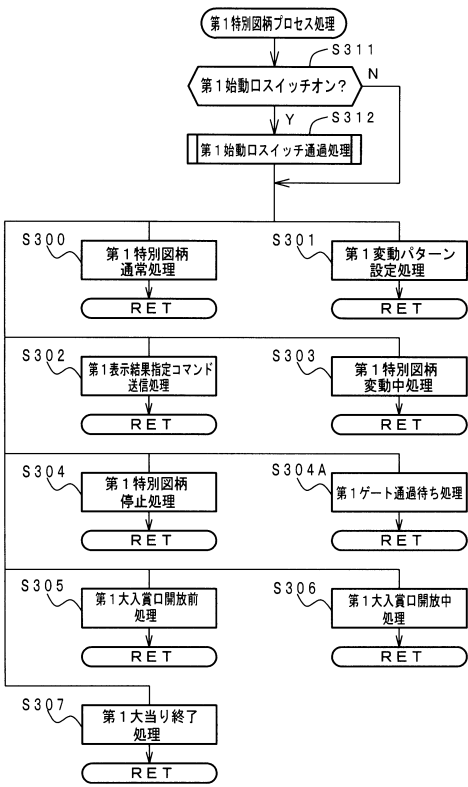 第1特別図柄プロセス処理
S311
第1始動口スイッチオン?
N
Y
S312
第1始動口スイッチ通過処理
S300
第1特別図柄
通常処理
RET
S301
第1変動パターン
設定処理
RET
S302
第1表示結果指定コマンド
送信処理
RET
S303
第1特別図柄
変動中処理
RET
S304
第1特別図柄
停止処理
RET
S304A
第1ゲート通過待ち処理
RET
S305
第1大入賞口開放前
処理
RET
S306
第1大入賞口開放中
処理
RET
S307
第1大当り終了
処理
RET